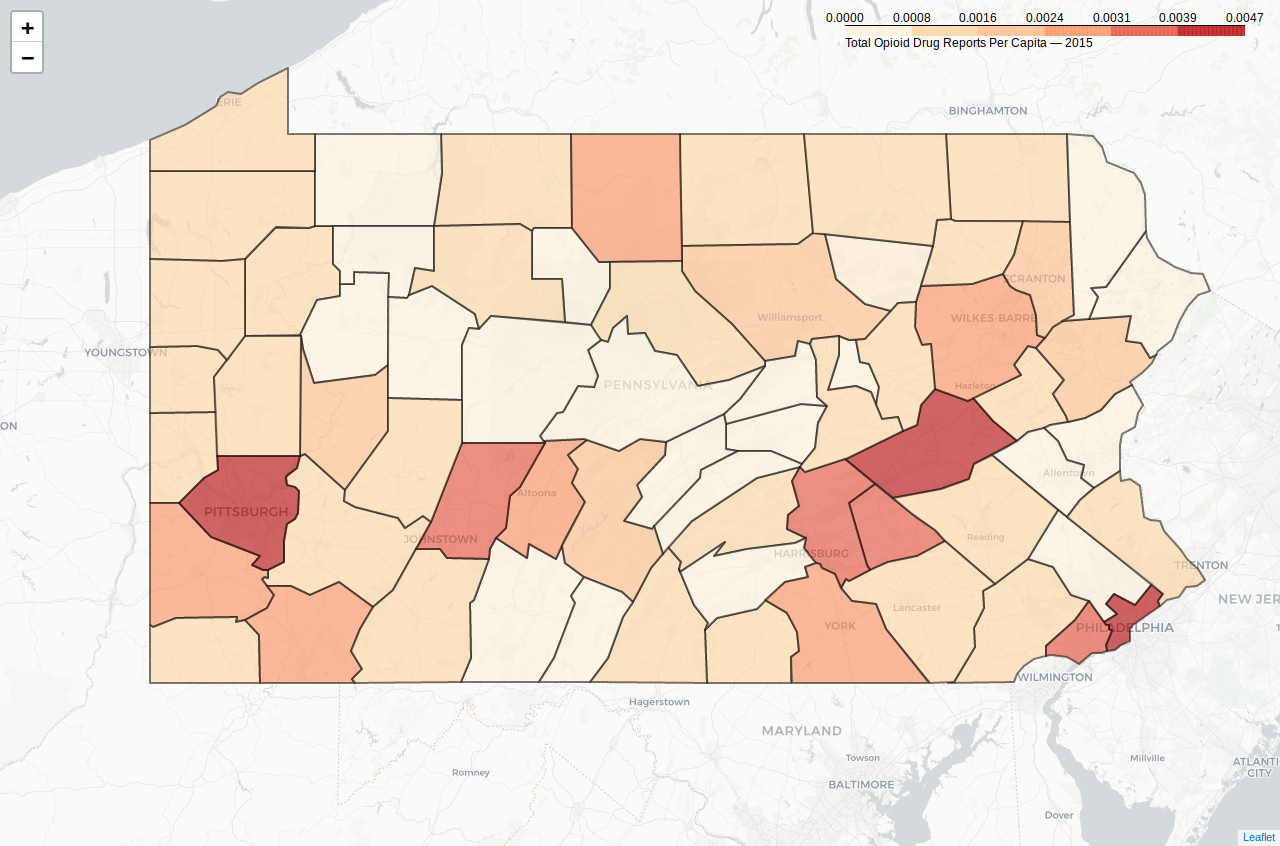 +
−
0.0000 0.0008 0.0016 0.0024 0.0031 0.0039 0.0047
Total Opioid Drug Reports Per Capita — 2015
ERIE
BINGHAMTON
SCRANTON
Williamsport
WILKES-BARRE
YOUNGSTOWN
PENNSYLVANIA
Hazleton
ON
Allentown
Altoona
PITTSBURGH
JOHNSTOWN
Reading
HARRISBURG
TRENTON
NEW JER
Lancaster
YORK
PHILADELPHIA
WILMINGTON
Hagerstown
MARYLAND
Towson
Millville
ATLANTI
CITY
Romney
BALTIMORE
Dover
Leaflet